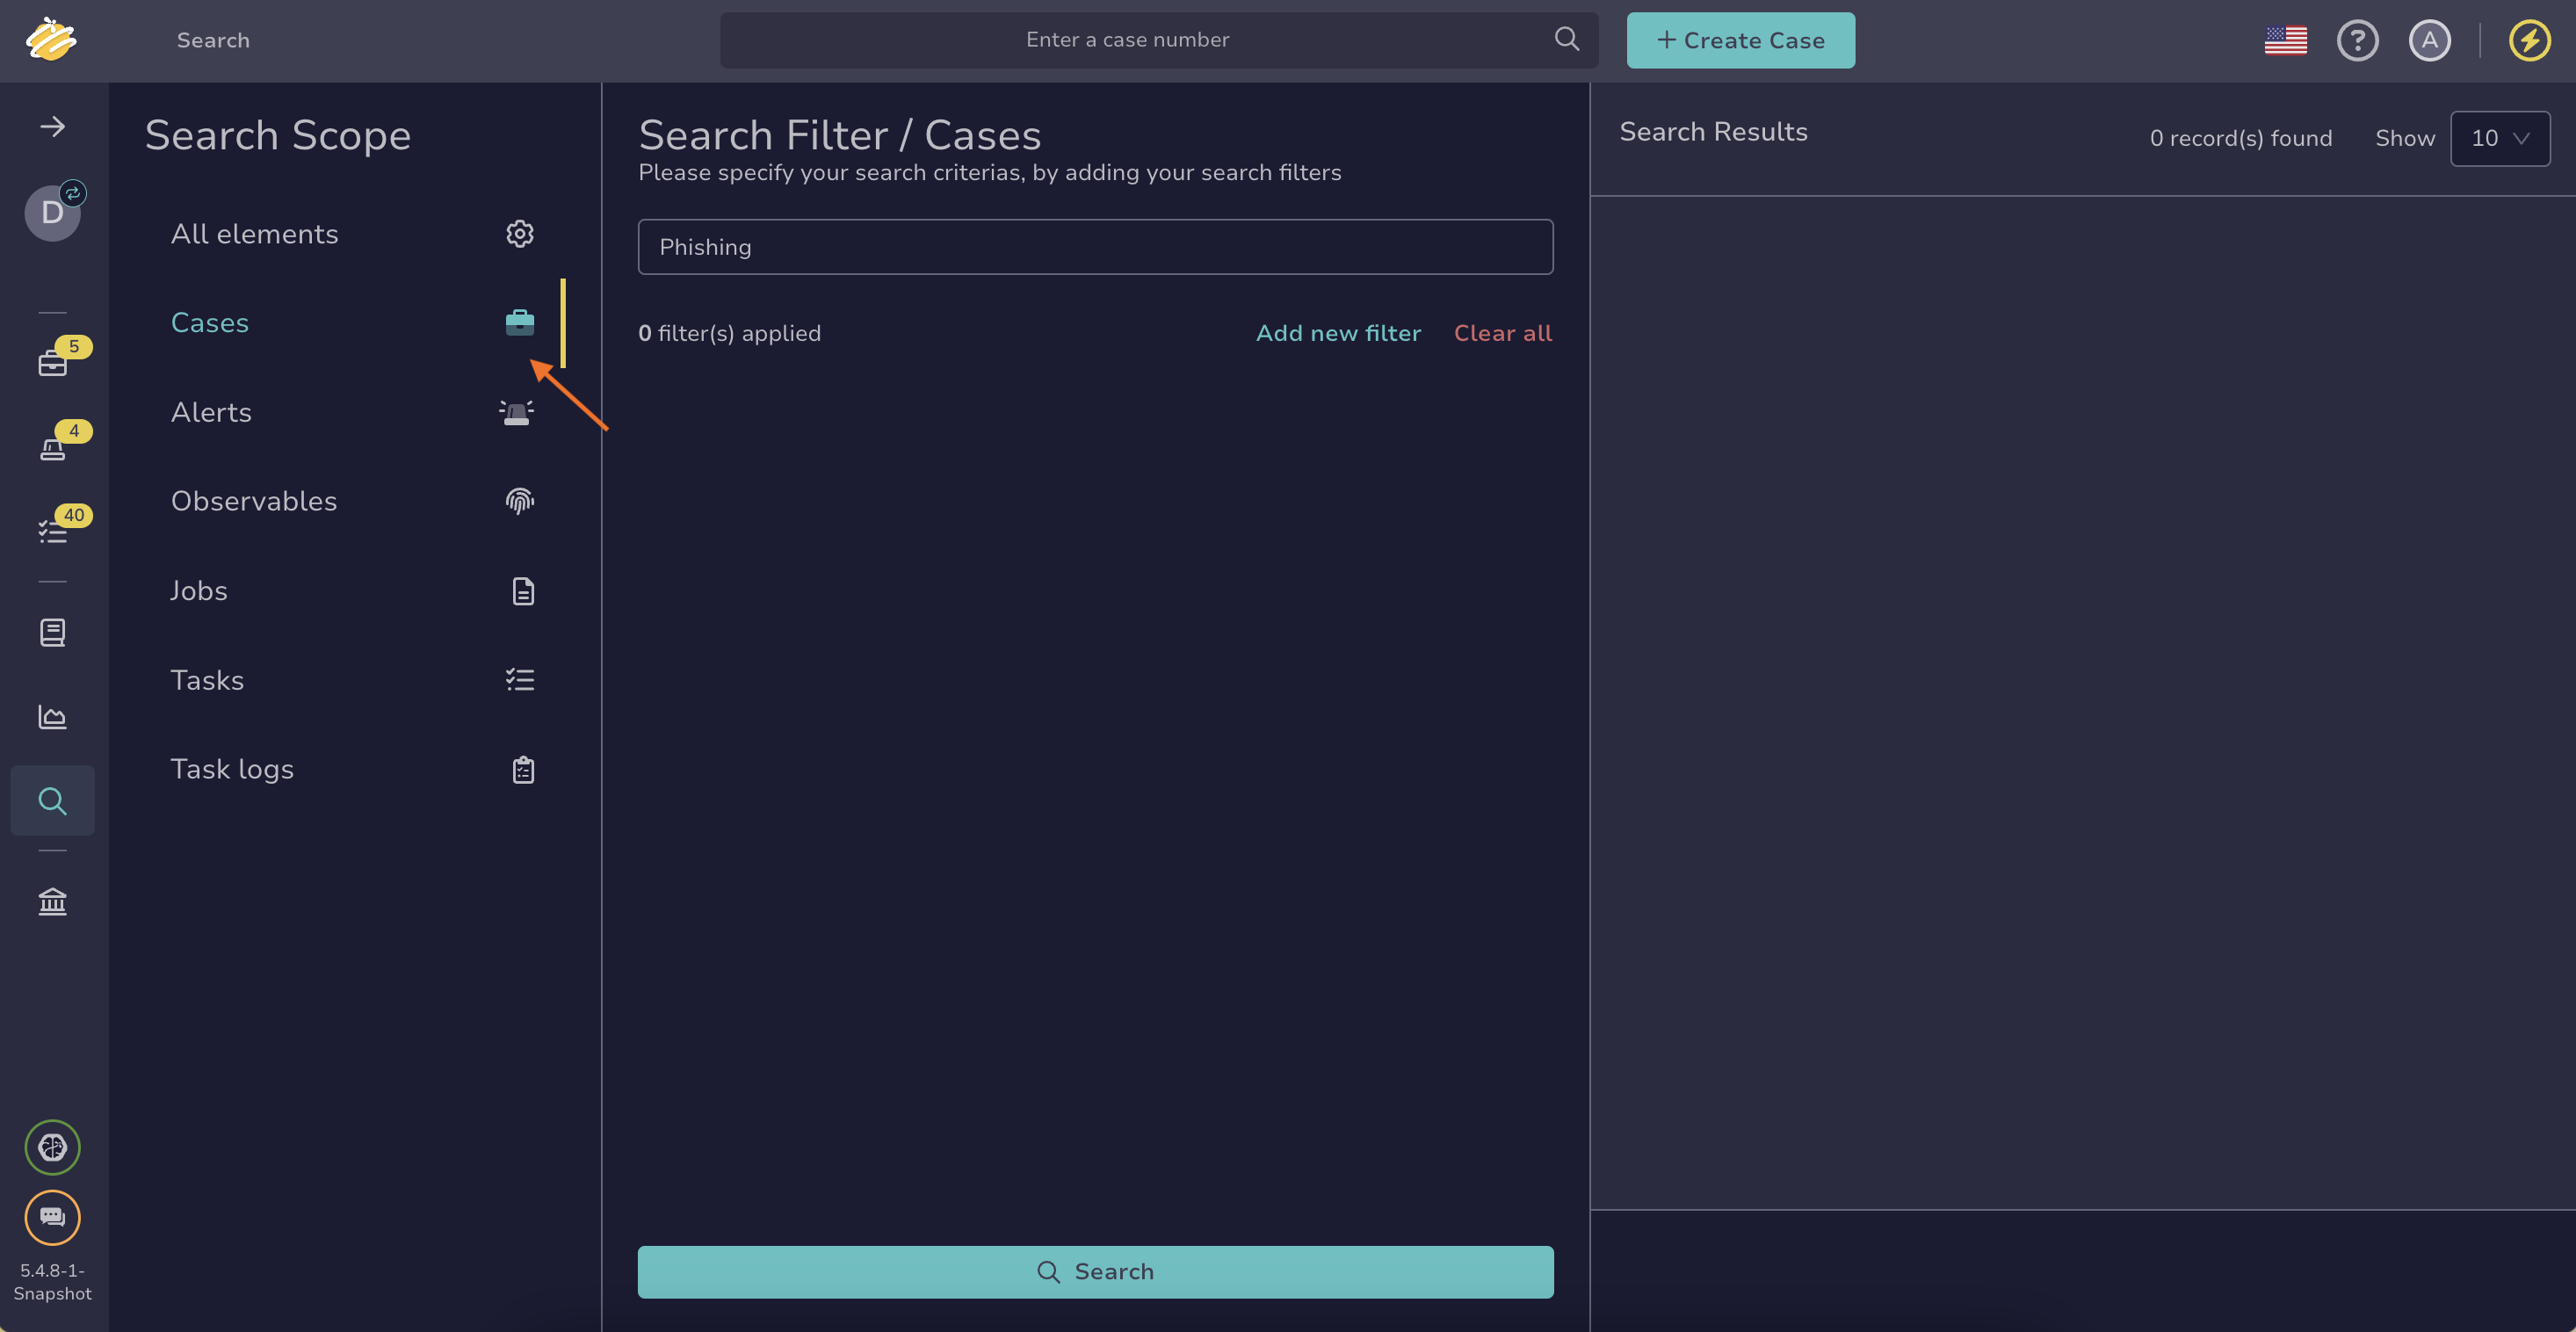 Search
Enter a case number
+ Create Case
A
D
5
4
40
5.4.8-1-
Snapshot
Search Scope
All elements
Cases
Alerts
Observables
Jobs
Tasks
Task logs
Search Filter / Cases
Please specify your search criterias, by adding your search filters
Phishing
0 filter(s) applied
Add new filter
Clear all
Search
Search Results
0 record(s) found
Show
10